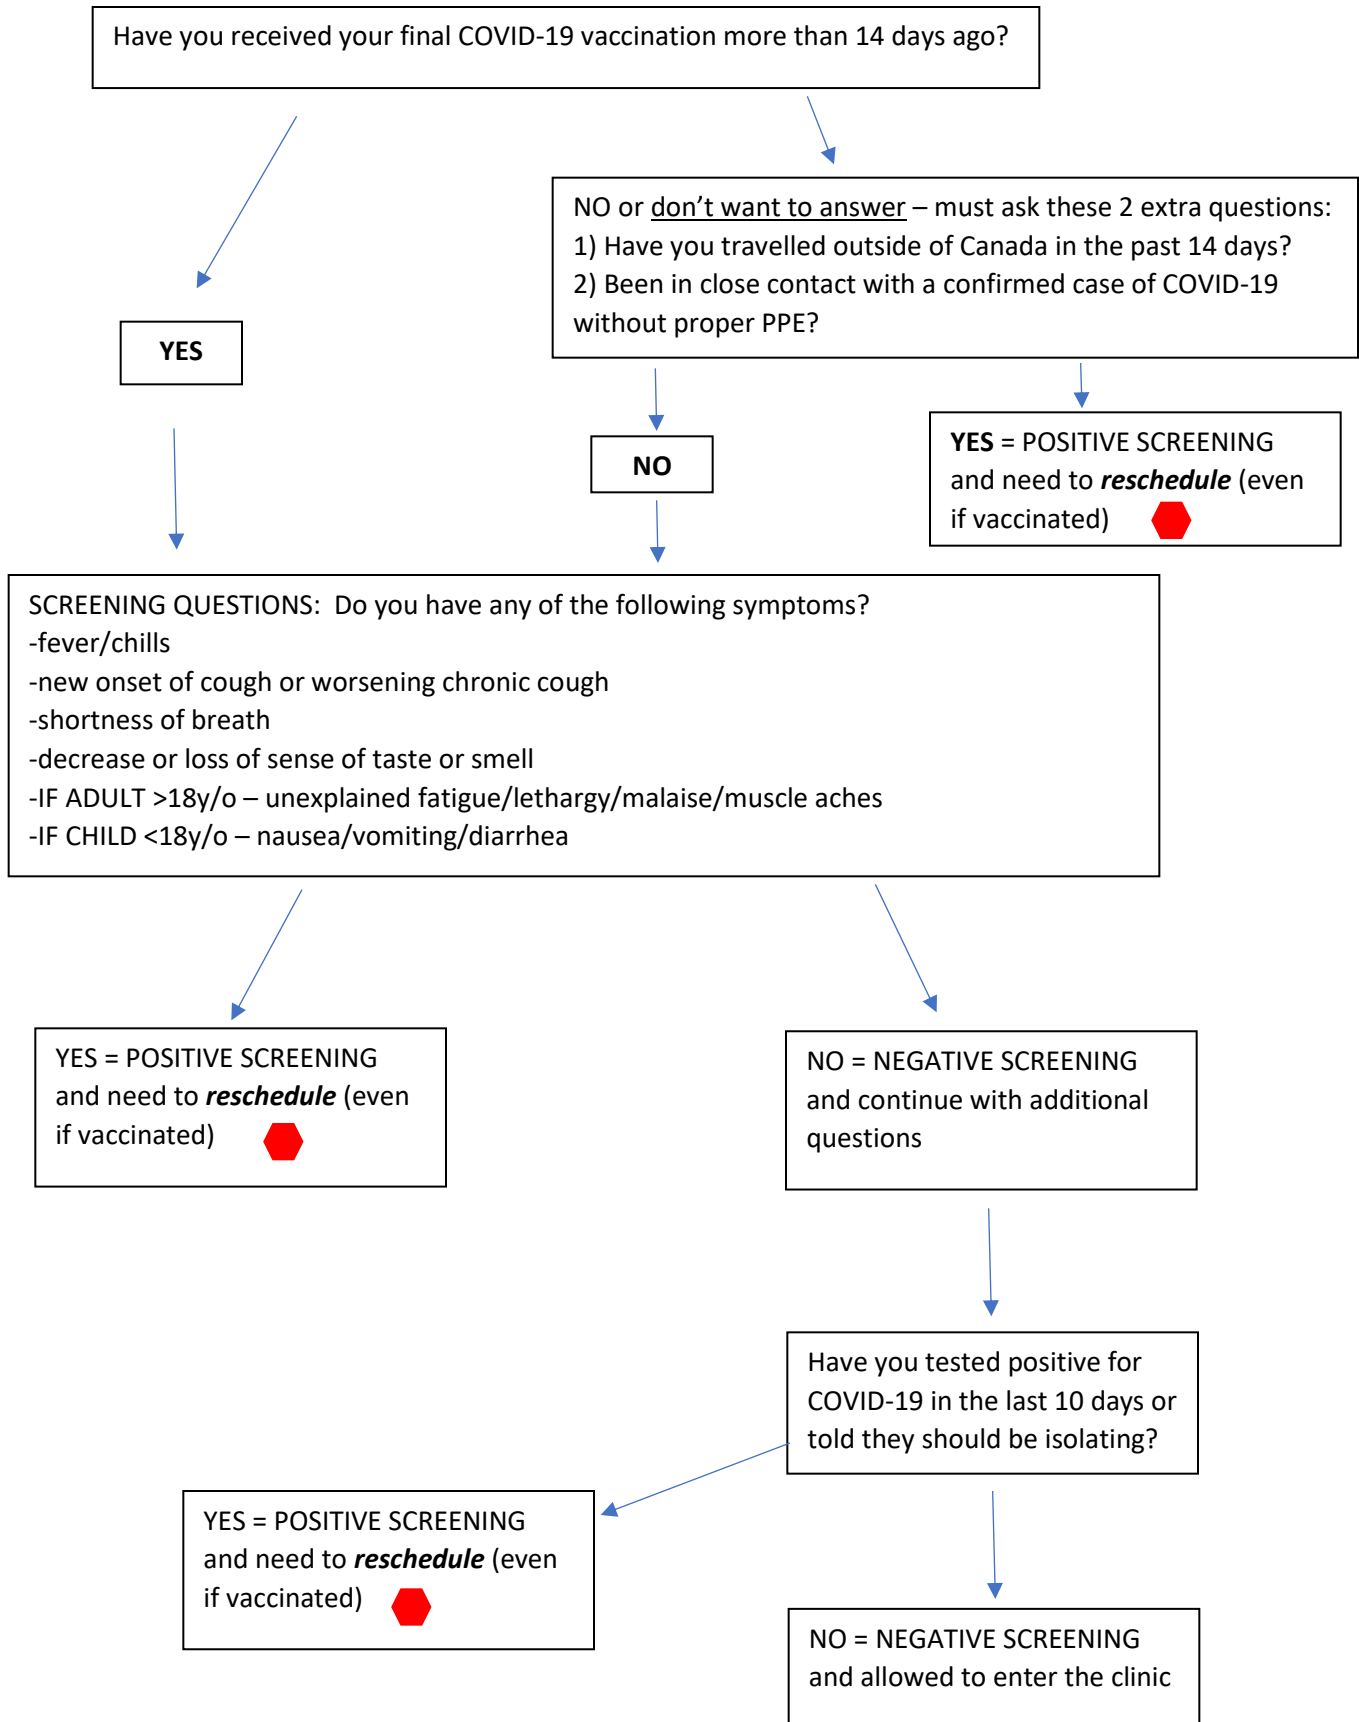 Have you received your final COVID-19 vaccination more than 14 days ago?
NO or don't want to answer – must ask these 2 extra questions:
1) Have you travelled outside of Canada in the past 14 days?
2) Been in close contact with a confirmed case of COVID-19
without proper PPE?
YES
NO
YES = POSITIVE SCREENING
and need to reschedule (even
if vaccinated)
SCREENING QUESTIONS:  Do you have any of the following symptoms?
-fever/chills
-new onset of cough or worsening chronic cough
-shortness of breath
-decrease or loss of sense of taste or smell
-IF ADULT >18y/o – unexplained fatigue/lethargy/malaise/muscle aches
-IF CHILD <18y/o – nausea/vomiting/diarrhea
YES = POSITIVE SCREENING
and need to reschedule (even
if vaccinated)
NO = NEGATIVE SCREENING
and continue with additional
questions
Have you tested positive for
COVID-19 in the last 10 days or
told they should be isolating?
YES = POSITIVE SCREENING
and need to reschedule (even
if vaccinated)
NO = NEGATIVE SCREENING
and allowed to enter the clinic